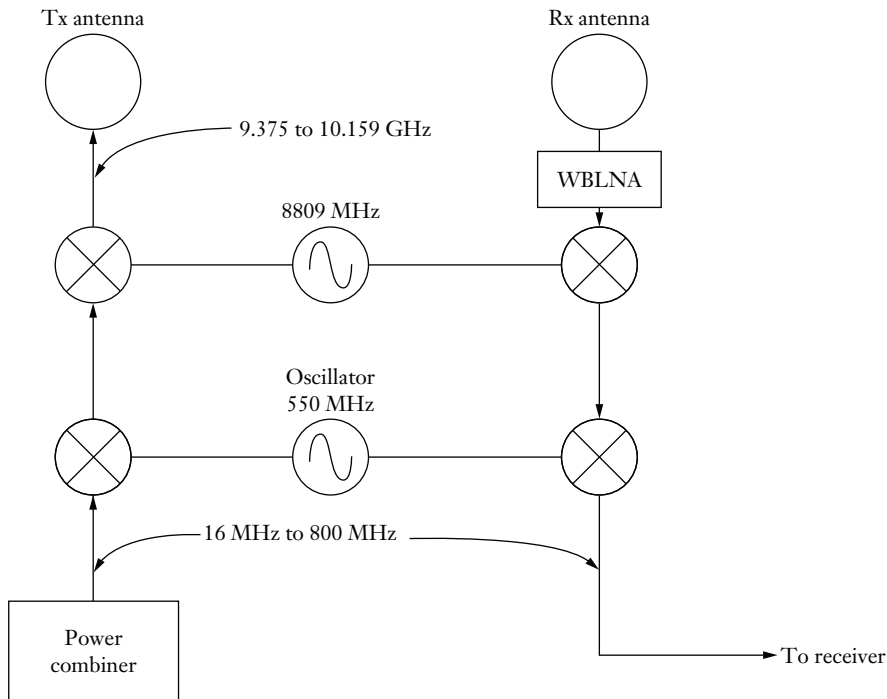 Tx antenna
Rx antenna
9.375 to 10.159 GHz
WBLNA
8809 MHz
Oscillator
550 MHz
16 MHz to 800 MHz
Power
combiner
To receiver